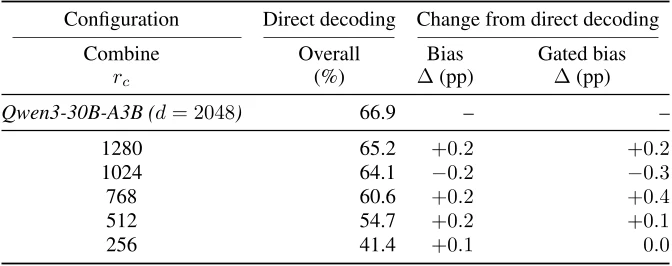 Configuration Direct decoding Change from direct decoding
Combine Overall Bias Gated bias
r_c (%) Δ (pp) Δ (pp)
Qwen3-30B-A3B (d = 2048) 66.9 – –
1280 65.2 +0.2 +0.2
1024 64.1 −0.2 −0.3
768 60.6 +0.2 +0.4
512 54.7 +0.2 +0.1
256 41.4 +0.1 0.0